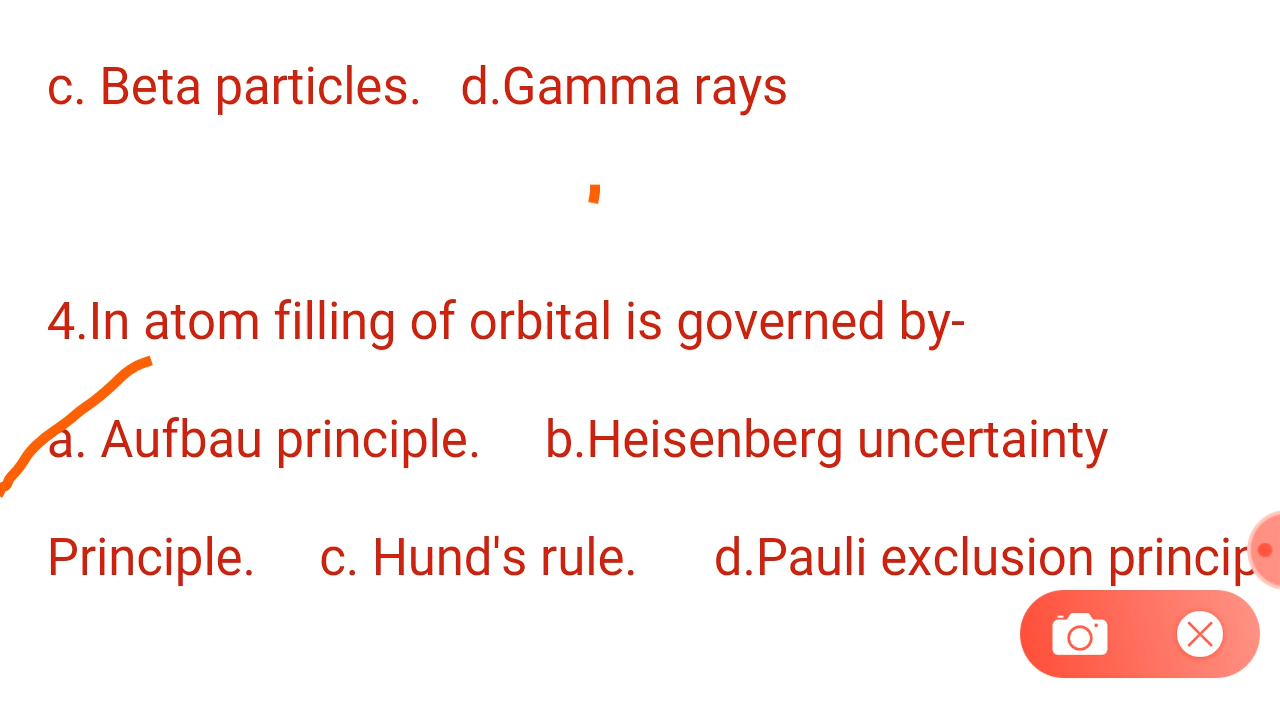 c. Beta particles. d.Gamma rays
4.In atom filling of orbital is governed by-
a. Aufbau principle. b.Heisenberg uncertainty
Principle. c. Hund's rule. d.Pauli exclusion princip